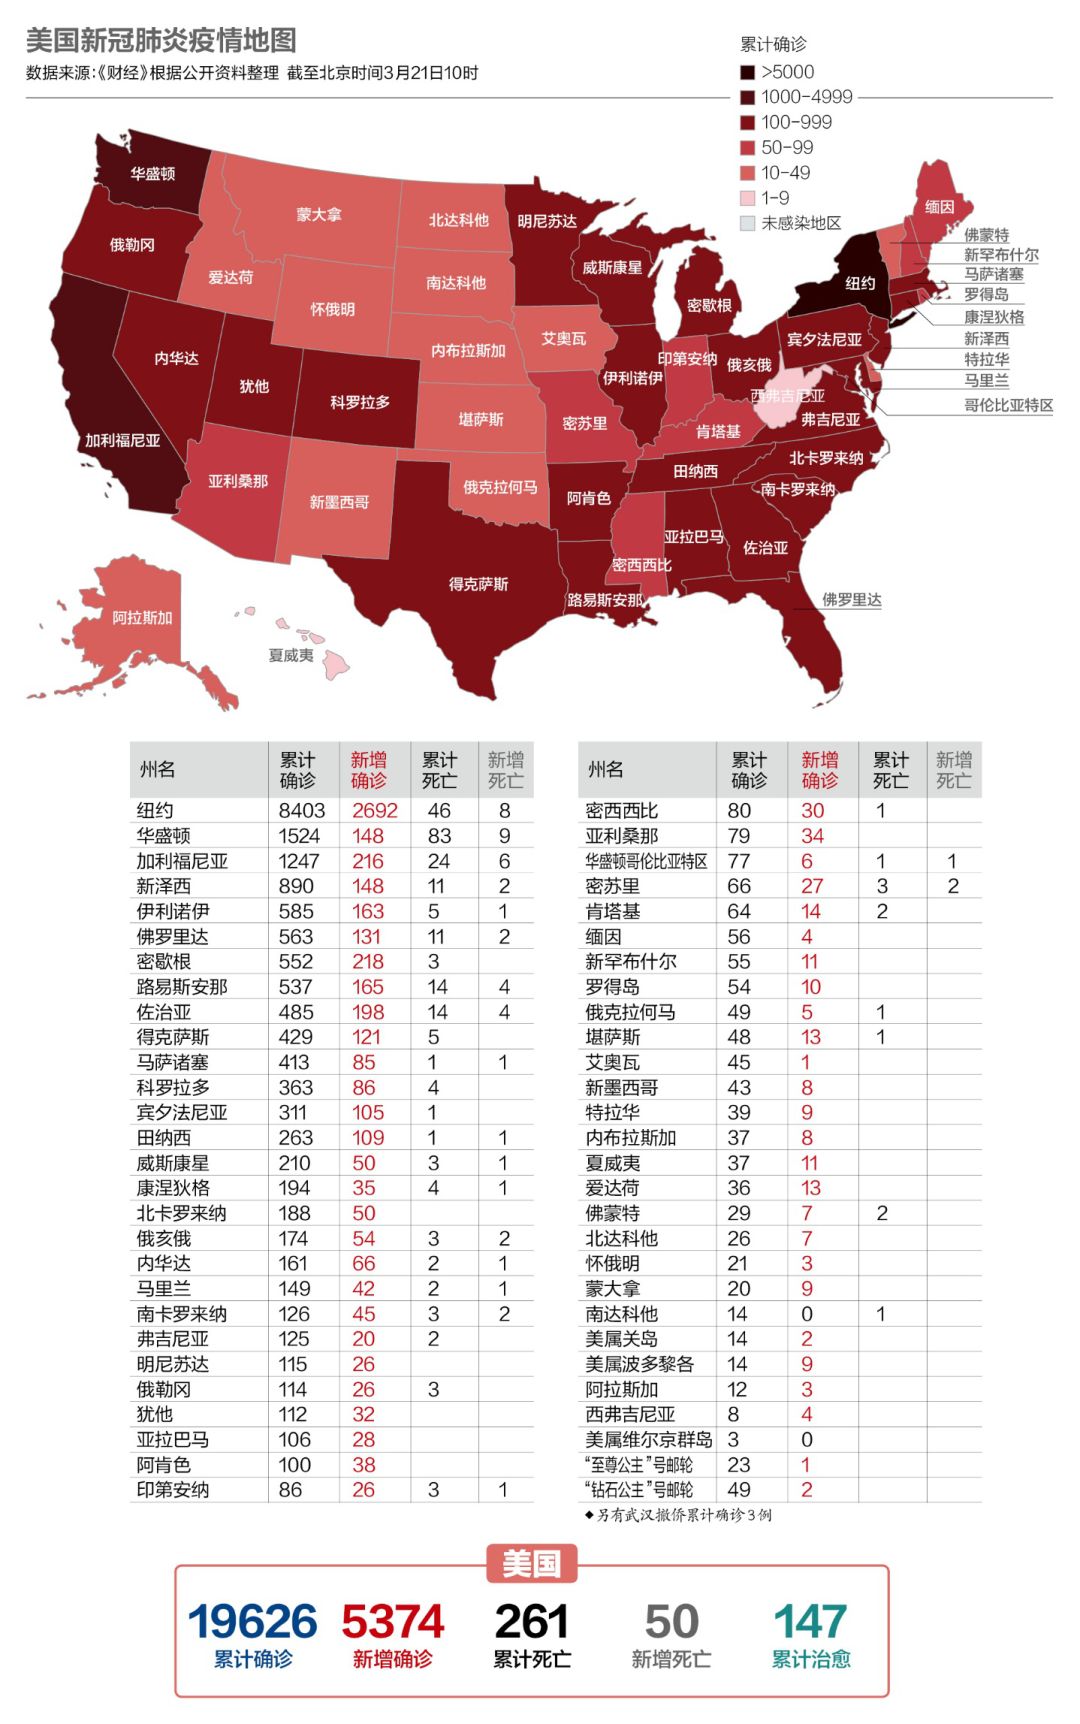 美国新冠肺炎疫情地图
数据来源:《财经》根据公开资料整理 截至北京时间3月21日10时
累计确诊
>5000
1000-4999
100-999
50-99
10-49
1-9
未感染地区
华盛顿
俄勒冈
蒙大拿
爱达荷
怀俄明
北达科他
南达科他
明尼苏达
威斯康星
密歇根
纽约
缅因
佛蒙特
新罕布什尔
马萨诸塞
罗得岛
康涅狄格
新泽西
特拉华
马里兰
哥伦比亚特区
内华达
犹他
科罗拉多
内布拉斯加
艾奥瓦
伊利诺伊
印第安纳
俄亥俄
宾夕法尼亚
西弗吉尼亚
弗吉尼亚
加利福尼亚
亚利桑那
新墨西哥
堪萨斯
俄克拉何马
密苏里
肯塔基
田纳西
北卡罗来纳
南卡罗来纳
阿肯色
密西西比
亚拉巴马
佐治亚
得克萨斯
路易斯安那
佛罗里达
阿拉斯加
夏威夷
州名 累计确诊 新增确诊 累计死亡 新增死亡
纽约 8403 2692 46 8
华盛顿 1524 148 83 9
加利福尼亚 1247 216 24 6
新泽西 890 148 11 2
伊利诺伊 585 163 5 1
佛罗里达 563 131 11 2
密歇根 552 218 3
路易斯安那 537 165 14 4
佐治亚 485 198 14 4
得克萨斯 429 121 5
马萨诸塞 413 85 1 1
科罗拉多 363 86 4
宾夕法尼亚 311 105 1
田纳西 263 109 1 1
威斯康星 210 50 3 1
康涅狄格 194 35 4 1
北卡罗来纳 188 50
俄亥俄 174 54 3 2
内华达 161 66 2 1
马里兰 149 42 2 1
南卡罗来纳 126 45 3 2
弗吉尼亚 125 20 2
明尼苏达 115 26
俄勒冈 114 26 3
犹他 112 32
亚拉巴马 106 28
阿肯色 100 38
印第安纳 86 26 3 1
州名 累计确诊 新增确诊 累计死亡 新增死亡
密西西比 80 30 1
亚利桑那 79 34
华盛顿哥伦比亚特区 77 6 1 1
密苏里 66 27 3 2
肯塔基 64 14 2
缅因 56 4
新罕布什尔 55 11
罗得岛 54 10
俄克拉何马 49 5 1
堪萨斯 48 13 1
艾奥瓦 45 1
新墨西哥 43 8
特拉华 39 9
内布拉斯加 37 8
夏威夷 37 11
爱达荷 36 13
佛蒙特 29 7 2
北达科他 26 7
怀俄明 21 3
蒙大拿 20 9
南达科他 14 0 1
美属关岛 14 2
美属波多黎各 14 9
阿拉斯加 12 3
西弗吉尼亚 8 4
美属维尔京群岛 3 0
“至尊公主”号邮轮 23 1
“钻石公主”号邮轮 49 2
◆另有武汉撤侨累计确诊3例
美国
19626 5374 261 50 147
累计确诊 新增确诊 累计死亡 新增死亡 累计治愈